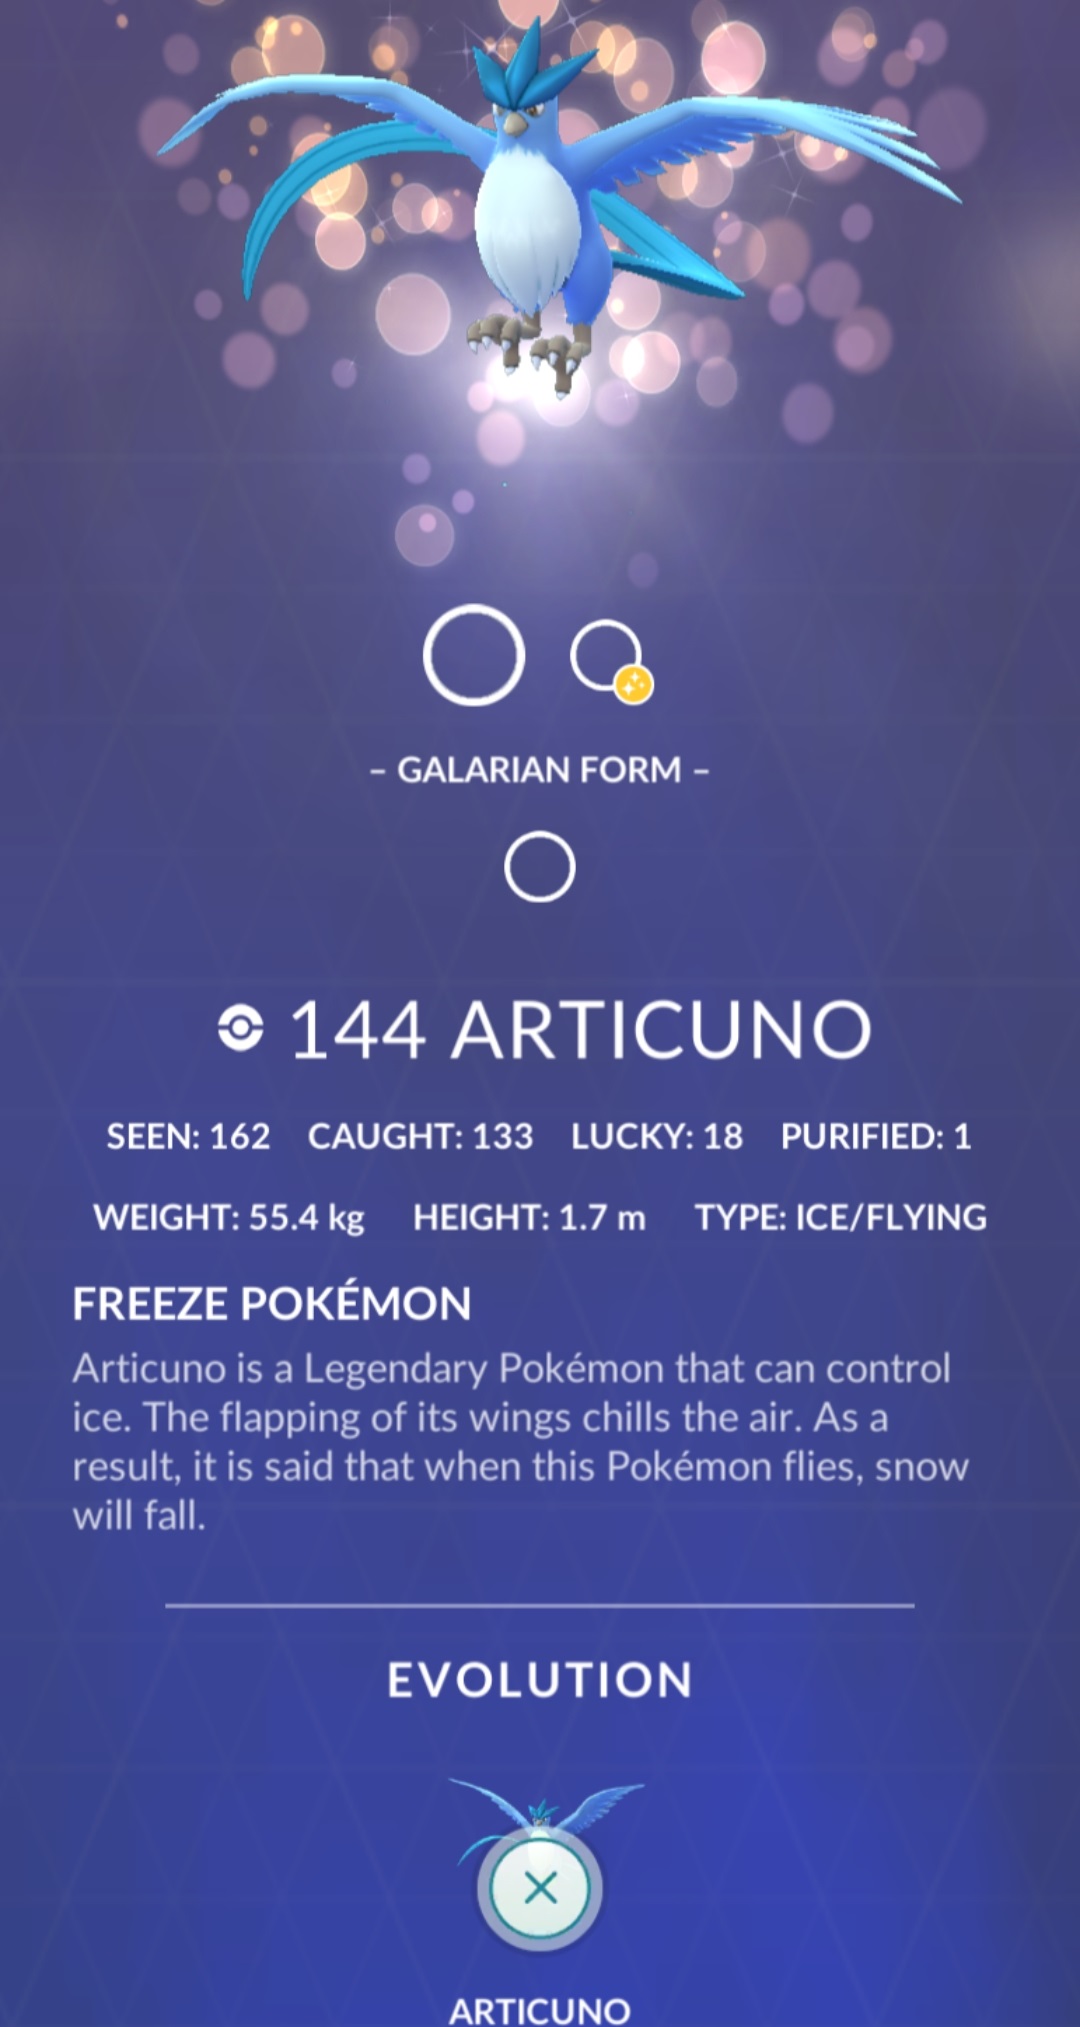 – GALARIAN FORM –
144 ARTICUNO
SEEN: 162 CAUGHT: 133 LUCKY: 18 PURIFIED: 1
WEIGHT: 55.4 kg HEIGHT: 1.7 m TYPE: ICE/FLYING
FREEZE POKÉMON
Articuno is a Legendary Pokémon that can control
ice. The flapping of its wings chills the air. As a
result, it is said that when this Pokémon flies, snow
will fall.
EVOLUTION
ARTICUNO